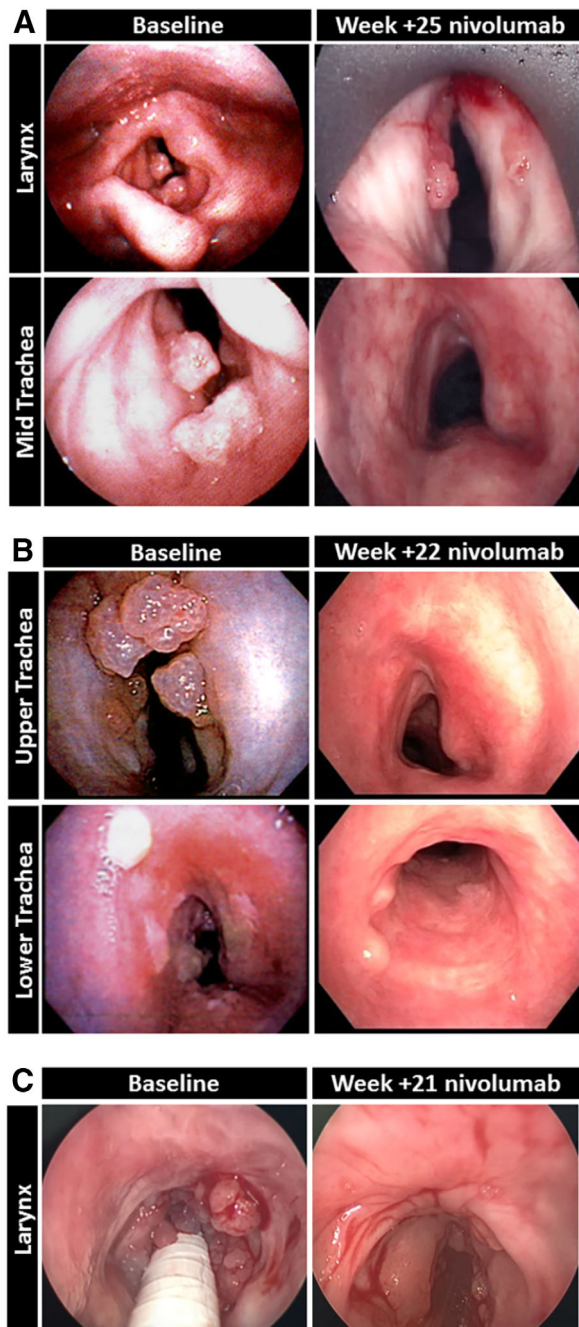 A
Baseline
Week +25 nivolumab
Larynx
Mid Trachea
B
Baseline
Week +22 nivolumab
Upper Trachea
Lower Trachea
C
Baseline
Week +21 nivolumab
Larynx